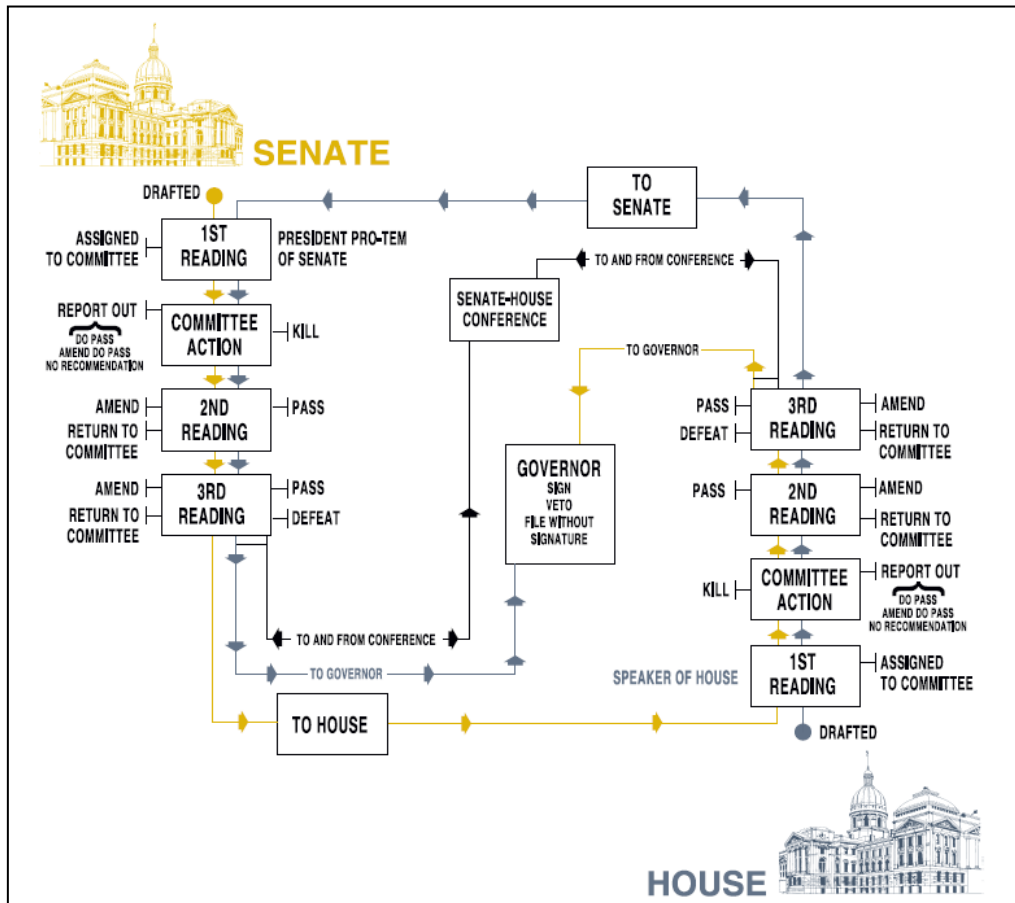 SENATE
DRAFTED
1ST
READING
ASSIGNED
TO COMMITTEE
PRESIDENT PRO-TEM
OF SENATE
TO
SENATE
REPORT OUT
DO PASS
AMEND DO PASS
NO RECOMMENDATION
COMMITTEE
ACTION
KILL
AMEND
RETURN TO
COMMITTEE
2ND
READING
PASS
AMEND
RETURN TO
COMMITTEE
3RD
READING
PASS
DEFEAT
TO AND FROM CONFERENCE
SENATE-HOUSE
CONFERENCE
TO GOVERNOR
GOVERNOR
SIGN
VETO
FILE WITHOUT
SIGNATURE
TO AND FROM CONFERENCE
TO GOVERNOR
TO HOUSE
PASS
DEFEAT
3RD
READING
AMEND
RETURN TO
COMMITTEE
PASS
2ND
READING
AMEND
RETURN TO
COMMITTEE
KILL
COMMITTEE
ACTION
REPORT OUT
DO PASS
AMEND DO PASS
NO RECOMMENDATION
SPEAKER OF HOUSE
1ST
READING
ASSIGNED
TO COMMITTEE
DRAFTED
HOUSE